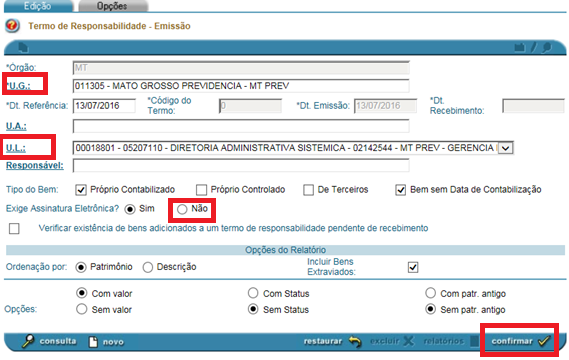 Edição Opções
Termo de Responsabilidade - Emissão
*Orgão: MT
*U.G.: 011305 - MATO GROSSO PREVIDENCIA - MT PREV
*Dt. Referência: 13/07/2016 *Código do Termo: 0 *Dt. Emissão: 13/07/2016 *Dt. Recebimento:
U.A.:
U.L.: 00018801 - 05207110 - DIRETORIA ADMINISTRATIVA SISTEMICA - 02142544 - MT PREV - GERENCIA
Responsável:
Tipo do Bem: Próprio Contabilizado Próprio Controlado De Terceiros Bem sem Data de Contabilização
Exige Assinatura Eletrônica? Sim Não
Verificar existência de bens adicionados a um termo de responsabilidade pendente de recebimento
Opções do Relatório
Ordenação por: Patrimônio Descrição Incluir Bens Extraviados:
Com valor Com Status Com patr. antigo
Opções: Sem valor Sem Status Sem patr. antigo
consulta novo restaurar excluir relatórios confirmar